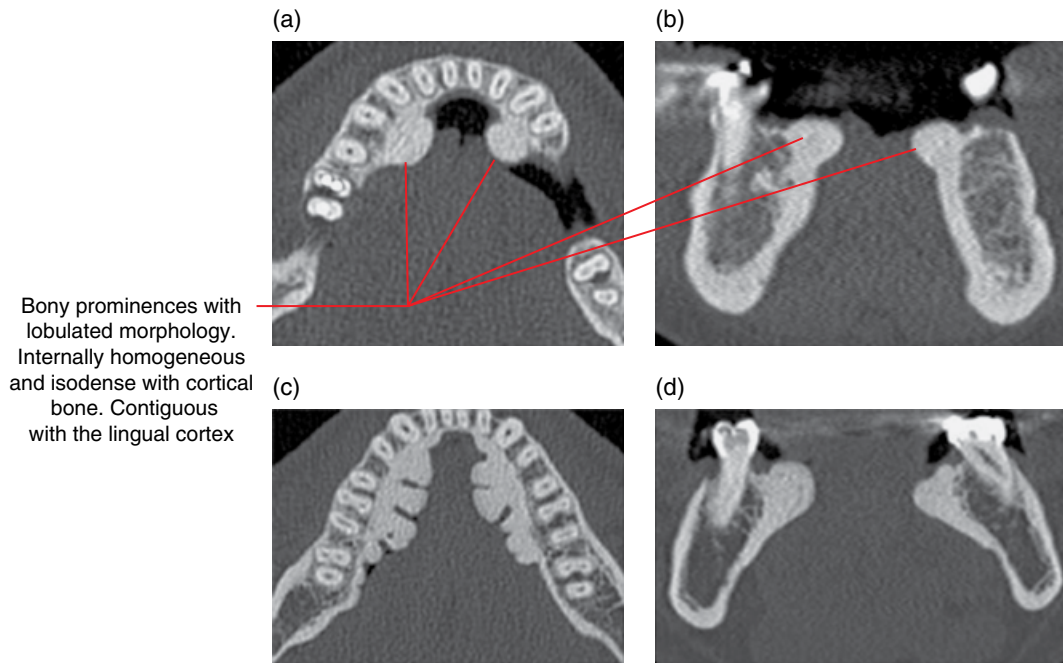 (a)
(b)
Bony prominences with
lobulated morphology.
Internally homogeneous
and isodense with cortical
bone. Contiguous
with the lingual cortex
(c)
(d)